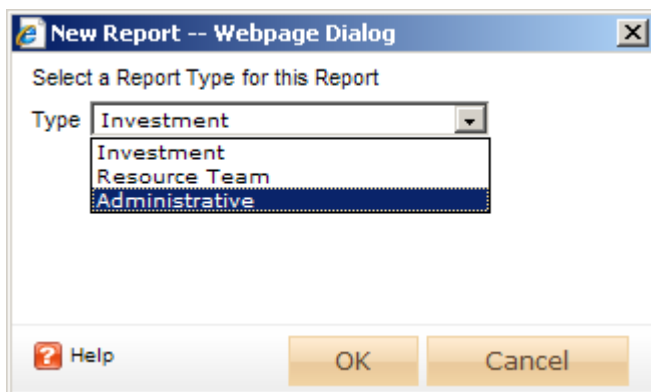 New Report -- Webpage Dialog
Select a Report Type for this Report
Type Investment
Investment
Resource Team
Administrative
Help OK Cancel